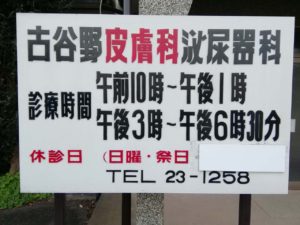 古谷野皮膚科泌尿器科
診療時間 午前10時~午後1時
午後3時~午後6時30分
休診日 (日曜・祭日・
TEL 23-1258